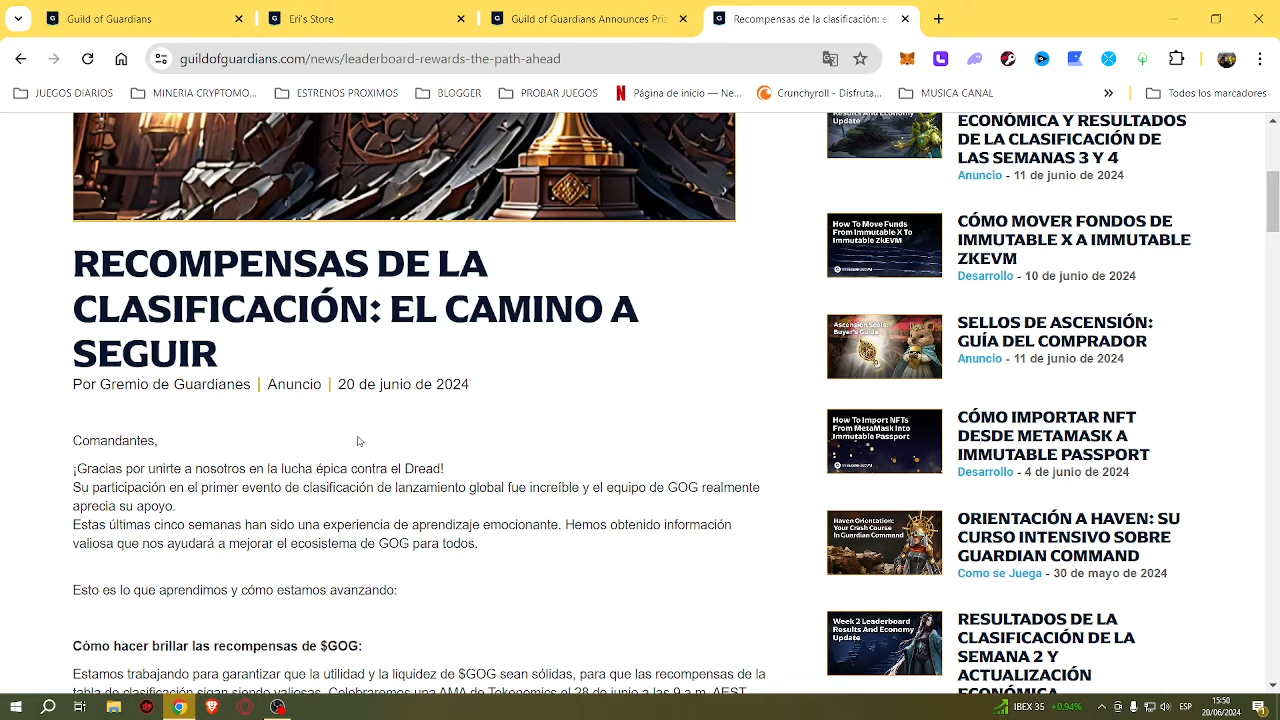 Guild of Guardians
Eri's Store
Guild of Guardians Announces Pri
Recompensas de la clasificación: e
guildofguardians.com/news/leaderboard-rewards-the-path-ahead
JUEGOS DIARIOS
MINERIA CRYPTOMO...
ESTRENOS PROXIMOS
BLOGGER
PROBAR JUEGOS
Página de inicio — Ne...
Crunchyroll - Disfruta...
MUSICA CANAL
Todos los marcadores
RECOMPENSAS DE LA
CLASIFICACIÓN: EL CAMINO A
SEGUIR
Por Gremio de Guardianes | Anuncio | 20 de junio de 2024
Comandantes,
¡Gracias por unirte a nosotros en la lucha épica contra el Dread!
Su participación en el primer evento de clasificación de lanzamiento global fue increíble y el equipo de GOG realmente
aprecia su apoyo.
Estas últimas cinco semanas han sido una experiencia de aprendizaje emocionante. Hemos obtenido información
valiosa que nos ayudará a mejorar el ecosistema de GOG para todos.
Esto es lo que aprendimos y cómo estamos avanzando:
Cómo hacer brillar las recompensas de $GOG:
Estamos trabajando para garantizar que la utilidad y la liquidez de $GOG sean sólidas, para que las recompensas de la
Results And Economy
Update
ECONÓMICA Y RESULTADOS
DE LA CLASIFICACIÓN DE
LAS SEMANAS 3 Y 4
Anuncio - 11 de junio de 2024
How To Move Funds
From Immutable X To
Immutable ZkEVM
CÓMO MOVER FONDOS DE
IMMUTABLE X A IMMUTABLE
ZKEVM
Desarrollo - 10 de junio de 2024
Ascension Seals:
Buyer's Guide
SELLOS DE ASCENSIÓN:
GUÍA DEL COMPRADOR
Anuncio - 11 de junio de 2024
How To Import NFTs
From MetaMask Into
Immutable Passport
CÓMO IMPORTAR NFT
DESDE METAMASK A
IMMUTABLE PASSPORT
Desarrollo - 4 de junio de 2024
Haven Orientation:
Your Crash Course
In Guardian Command
ORIENTACIÓN A HAVEN: SU
CURSO INTENSIVO SOBRE
GUARDIAN COMMAND
Como se Juega - 30 de mayo de 2024
Week 2 Leaderboard
Results And Economy
Update
RESULTADOS DE LA
CLASIFICACIÓN DE LA
SEMANA 2 Y
ACTUALIZACIÓN
ECONÓMICA
IBEX 35 +0,94%
ESP
15:50
20/06/2024